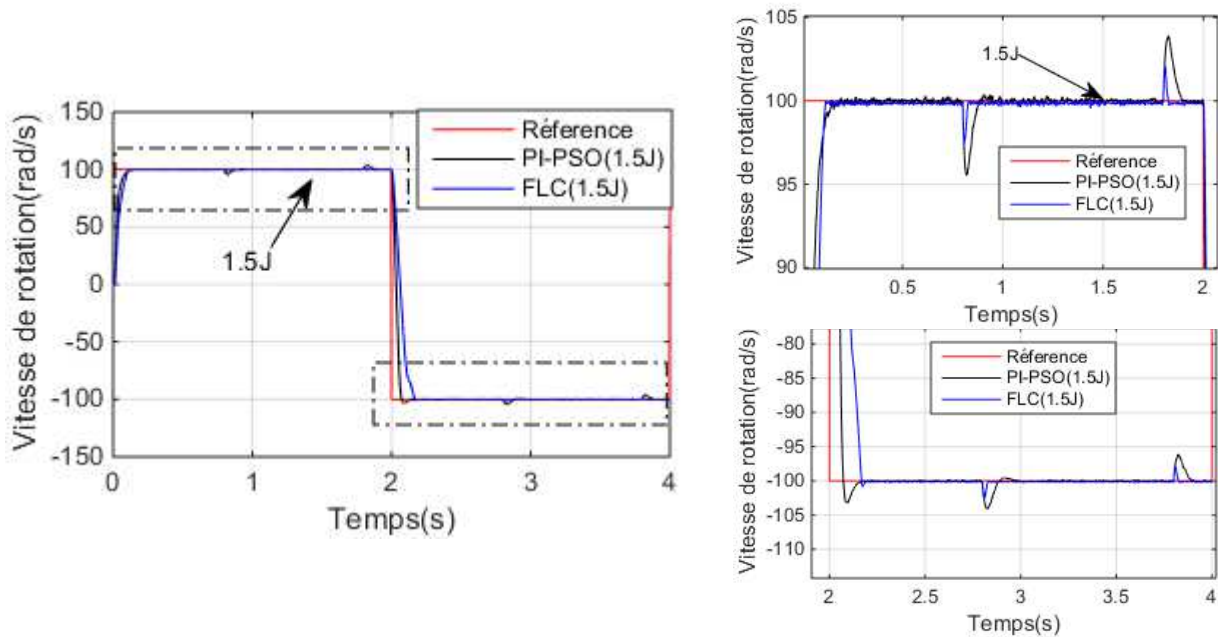 Vitesse de rotation(rad/s)
150
100
50
0
-50
-100
-150
0
1
2
3
4
Temps(s)
Réference
PI-PSO(1.5J)
FLC(1.5J)
1.5J
Vitesse de rotation(rad/s)
105
100
95
90
0.5
1
1.5
2
Temps(s)
1.5J
Réference
PI-PSO(1.5J)
FLC(1.5J)
Vitesse de rotation(rad/s)
-80
-85
-90
-95
-100
-105
-110
2
2.5
3
3.5
4
Temps(s)
Réference
PI-PSO(1.5J)
FLC(1.5J)